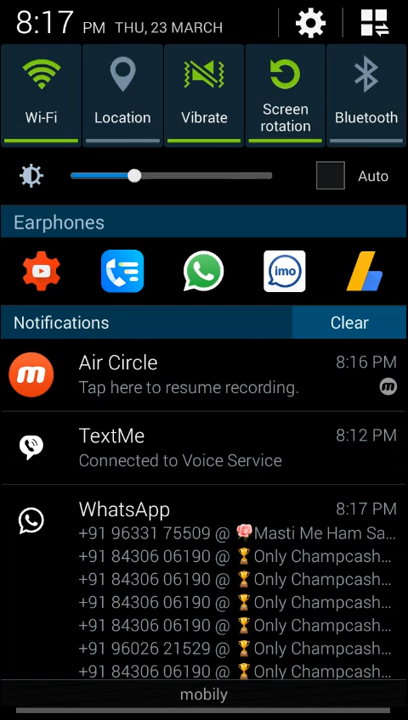 8:17 PM THU, 23 MARCH
Wi-Fi
Location
Vibrate
Screen
rotation
Bluetooth
Auto
Earphones
imo
Notifications
Clear
m
Air Circle 8:16 PM
Tap here to resume recording. m
TextMe 8:12 PM
Connected to Voice Service
WhatsApp 8:17 PM
+91 96331 75509 @ 🌹Masti Me Ham Sa...
+91 84306 06190 @ 🏆Only Champcash...
+91 84306 06190 @ 🏆Only Champcash...
+91 84306 06190 @ 🏆Only Champcash...
+91 84306 06190 @ 🏆Only Champcash...
+91 96026 21529 @ 🏆Only Champcash...
+91 84306 06190 @ 🏆Only Champcash...
mobily